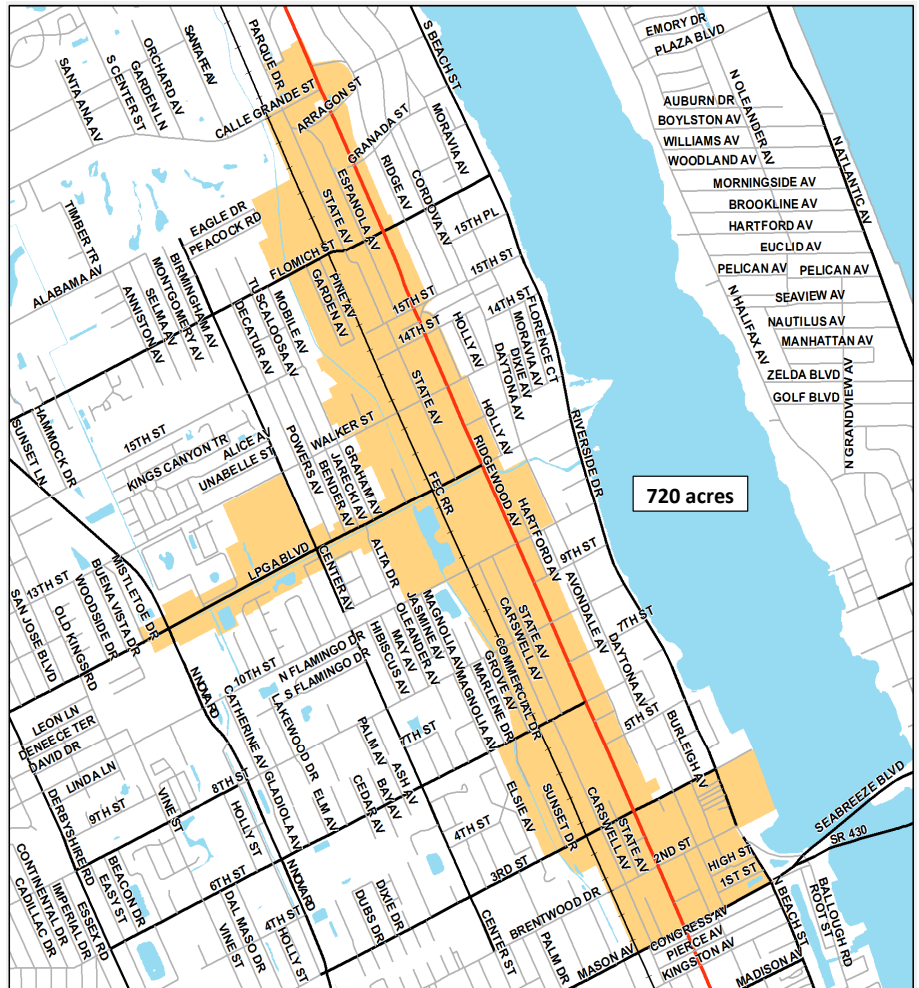 EMORY DR
PLAZA BLVD
PARQUE DR
SANTA FE AV
ORCHARD AV
GARDEN LN
S CENTER ST
SANTA ANA AV
S BEACH ST
CALLE GRANDE ST
ARRAGON ST
GRANADA ST
MORAVIA AV
AUBURN DR
BOYLSTON AV
N OLEANDER AV
WILLIAMS AV
WOODLAND AV
N ATLANTIC AV
MORNINGSIDE AV
BROOKLINE AV
HARTFORD AV
EUCLID AV
PELICAN AV
PELICAN AV
SEAVIEW AV
N HALIFAX AV
NAUTILUS AV
MANHATTAN AV
ZELDA BLVD
GOLF BLVD
N GRANDVIEW AV
ESPANOLA AV
STATE AV
RIDGE AV
CORDOVA AV
15TH PL
TIMBER TR
EAGLE DR
PEACOCK RD
FLOMICH ST
15TH ST
ALABAMA AV
BIRMINGHAM AV
MONTGOMERY AV
SELMA AV
ANNISTON AV
TUSCALOOSA AV
MOBILE AV
DECATUR AV
PINE AV
GARDEN AV
15TH ST
14TH ST
14TH ST
FLORENCE CT
MORAVIA AV
DIXIE AV
DAYTONA AV
HOLLY AV
STATE AV
HOLLY AV
HAMMOCK DR
SUNSET LN
15TH ST
KINGS CANYON TR
ALICE AV
UNABELLE ST
WALKER ST
POWERS AV
GRAHAM AV
JARECKI AV
BENDER AV
FEC RR
RIDGEWOOD AV
RIVERSIDE DR
720 acres
HARTFORD AV
LPGA BLVD
9TH ST
CENTER AV
ALTA DR
AVONDALE AV
7TH ST
DAYTONA AV
13TH ST
MISTLETOE DR
BUENA VISTA DR
WOODSIDE DR
OLD KINGS RD
SAN JOSE BLVD
N NOVA RD
10TH ST
N FLAMINGO DR
S FLAMINGO DR
HIBISCUS AV
MAY AV
OLEANDER AV
JASMINE AV
MAGNOLIA AV
MAGNOLIA AV
MARLENE DR
GROVE AV
COMMERCIAL DR
CARSWELL AV
STATE AV
5TH ST
BURLEIGH AV
LEON LN
DENEECE TER
DAVID DR
LINDA LN
CATHERINE AV
GLADIOLA AV
LAKEWOOD DR
PALM AV
7TH ST
ASH AV
BAY AV
CEDAR AV
ELM AV
8TH ST
9TH ST
VINE ST
HOLLY ST
DERBYSHIRE RD
ELSIE AV
SUNSET DR
CARSWELL AV
STATE AV
SEABREEZE BLVD
SR 430
4TH ST
3RD ST
2ND ST
HIGH ST
1ST ST
6TH ST
BEACON DR
EASY ST
ESSEX RD
IMPERIAL DR
CONTINENTAL DR
CADILLAC DR
4TH ST
N NOVA RD
DAL MASO DR
VINE ST
HOLLY ST
DIXIE DR
DUBS DR
CENTER ST
BRENTWOOD DR
PALM DR
MASON AV
CONGRESS AV
PIERCE AV
KINGSTON AV
MADISON AV
N BEACH ST
BALLOUGH RD
ROOT ST